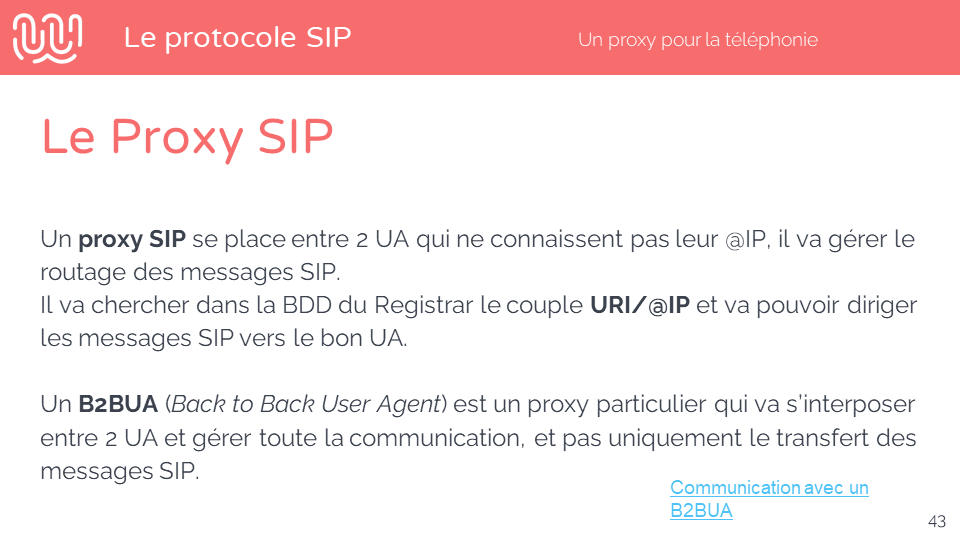 Le protocole SIP
Un proxy pour la téléphonie
Le Proxy SIP
Un proxy SIP se place entre 2 UA qui ne connaissent pas leur @IP, il va gérer le
routage des messages SIP.
Il va chercher dans la BDD du Registrar le couple URI/@IP et va pouvoir diriger
les messages SIP vers le bon UA.
Un B2BUA (Back to Back User Agent) est un proxy particulier qui va s'interposer
entre 2 UA et gérer toute la communication, et pas uniquement le transfert des
messages SIP.
Communication avec un
B2BUA
43